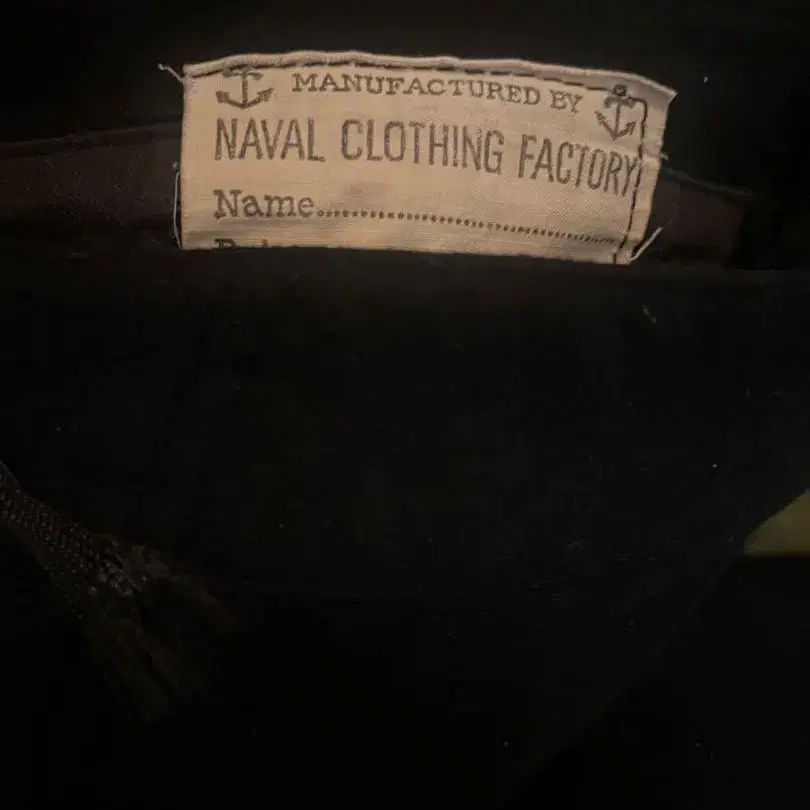 MANUFACTURED BY
NAVAL CLOTHING FACTORY
Name